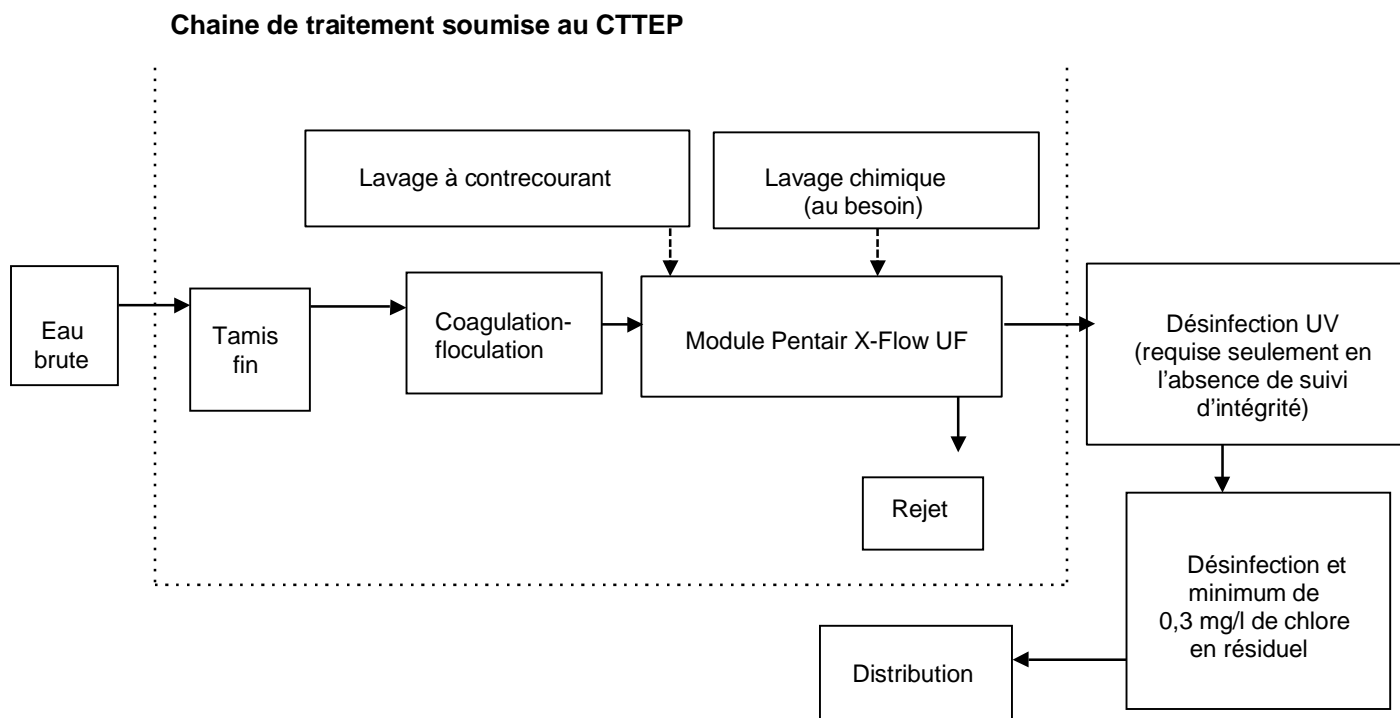 Chaine de traitement soumise au CTTEP
Lavage à contrecourant
Lavage chimique
(au besoin)
Eau
brute
Tamis
fin
Coagulation-
floculation
Module Pentair X-Flow UF
Désinfection UV
(requise seulement en
l'absence de suivi
d'intégrité)
Rejet
Désinfection et
minimum de
0,3 mg/l de chlore
en résiduel
Distribution